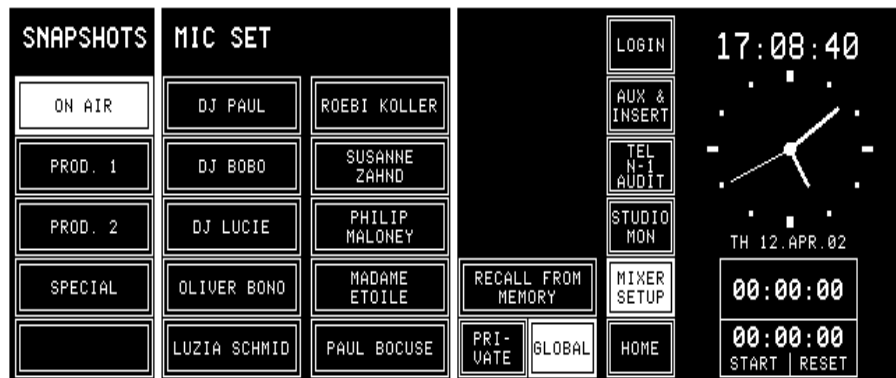 SNAPSHOTS
MIC SET
ON AIR
PROD. 1
PROD. 2
SPECIAL
DJ PAUL
DJ BOBO
DJ LUCIE
OLIVER BONO
LUZIA SCHMID
ROEBI KOLLER
SUSANNE
ZAHND
PHILIP
MALONEY
MADAME
ETOILE
PAUL BOCUSE
RECALL FROM
MEMORY
PRI-
VATE
GLOBAL
LOGIN
AUX &
INSERT
TEL
N-1
AUDIT
STUDIO
MON
MIXER
SETUP
HOME
17:08:40
TH 12.APR.02
00:00:00
00:00:00
START RESET